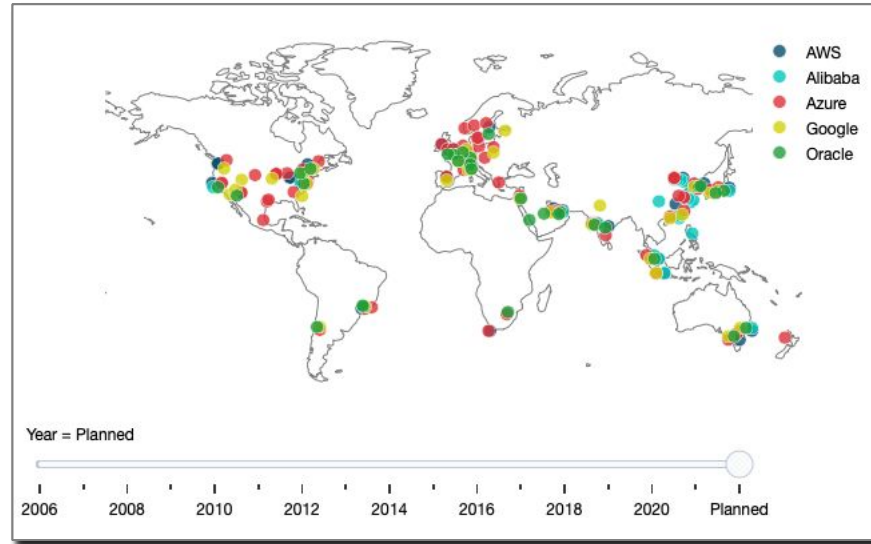 AWS
Alibaba
Azure
Google
Oracle
Year = Planned
2006 2008 2010 2012 2014 2016 2018 2020 Planned